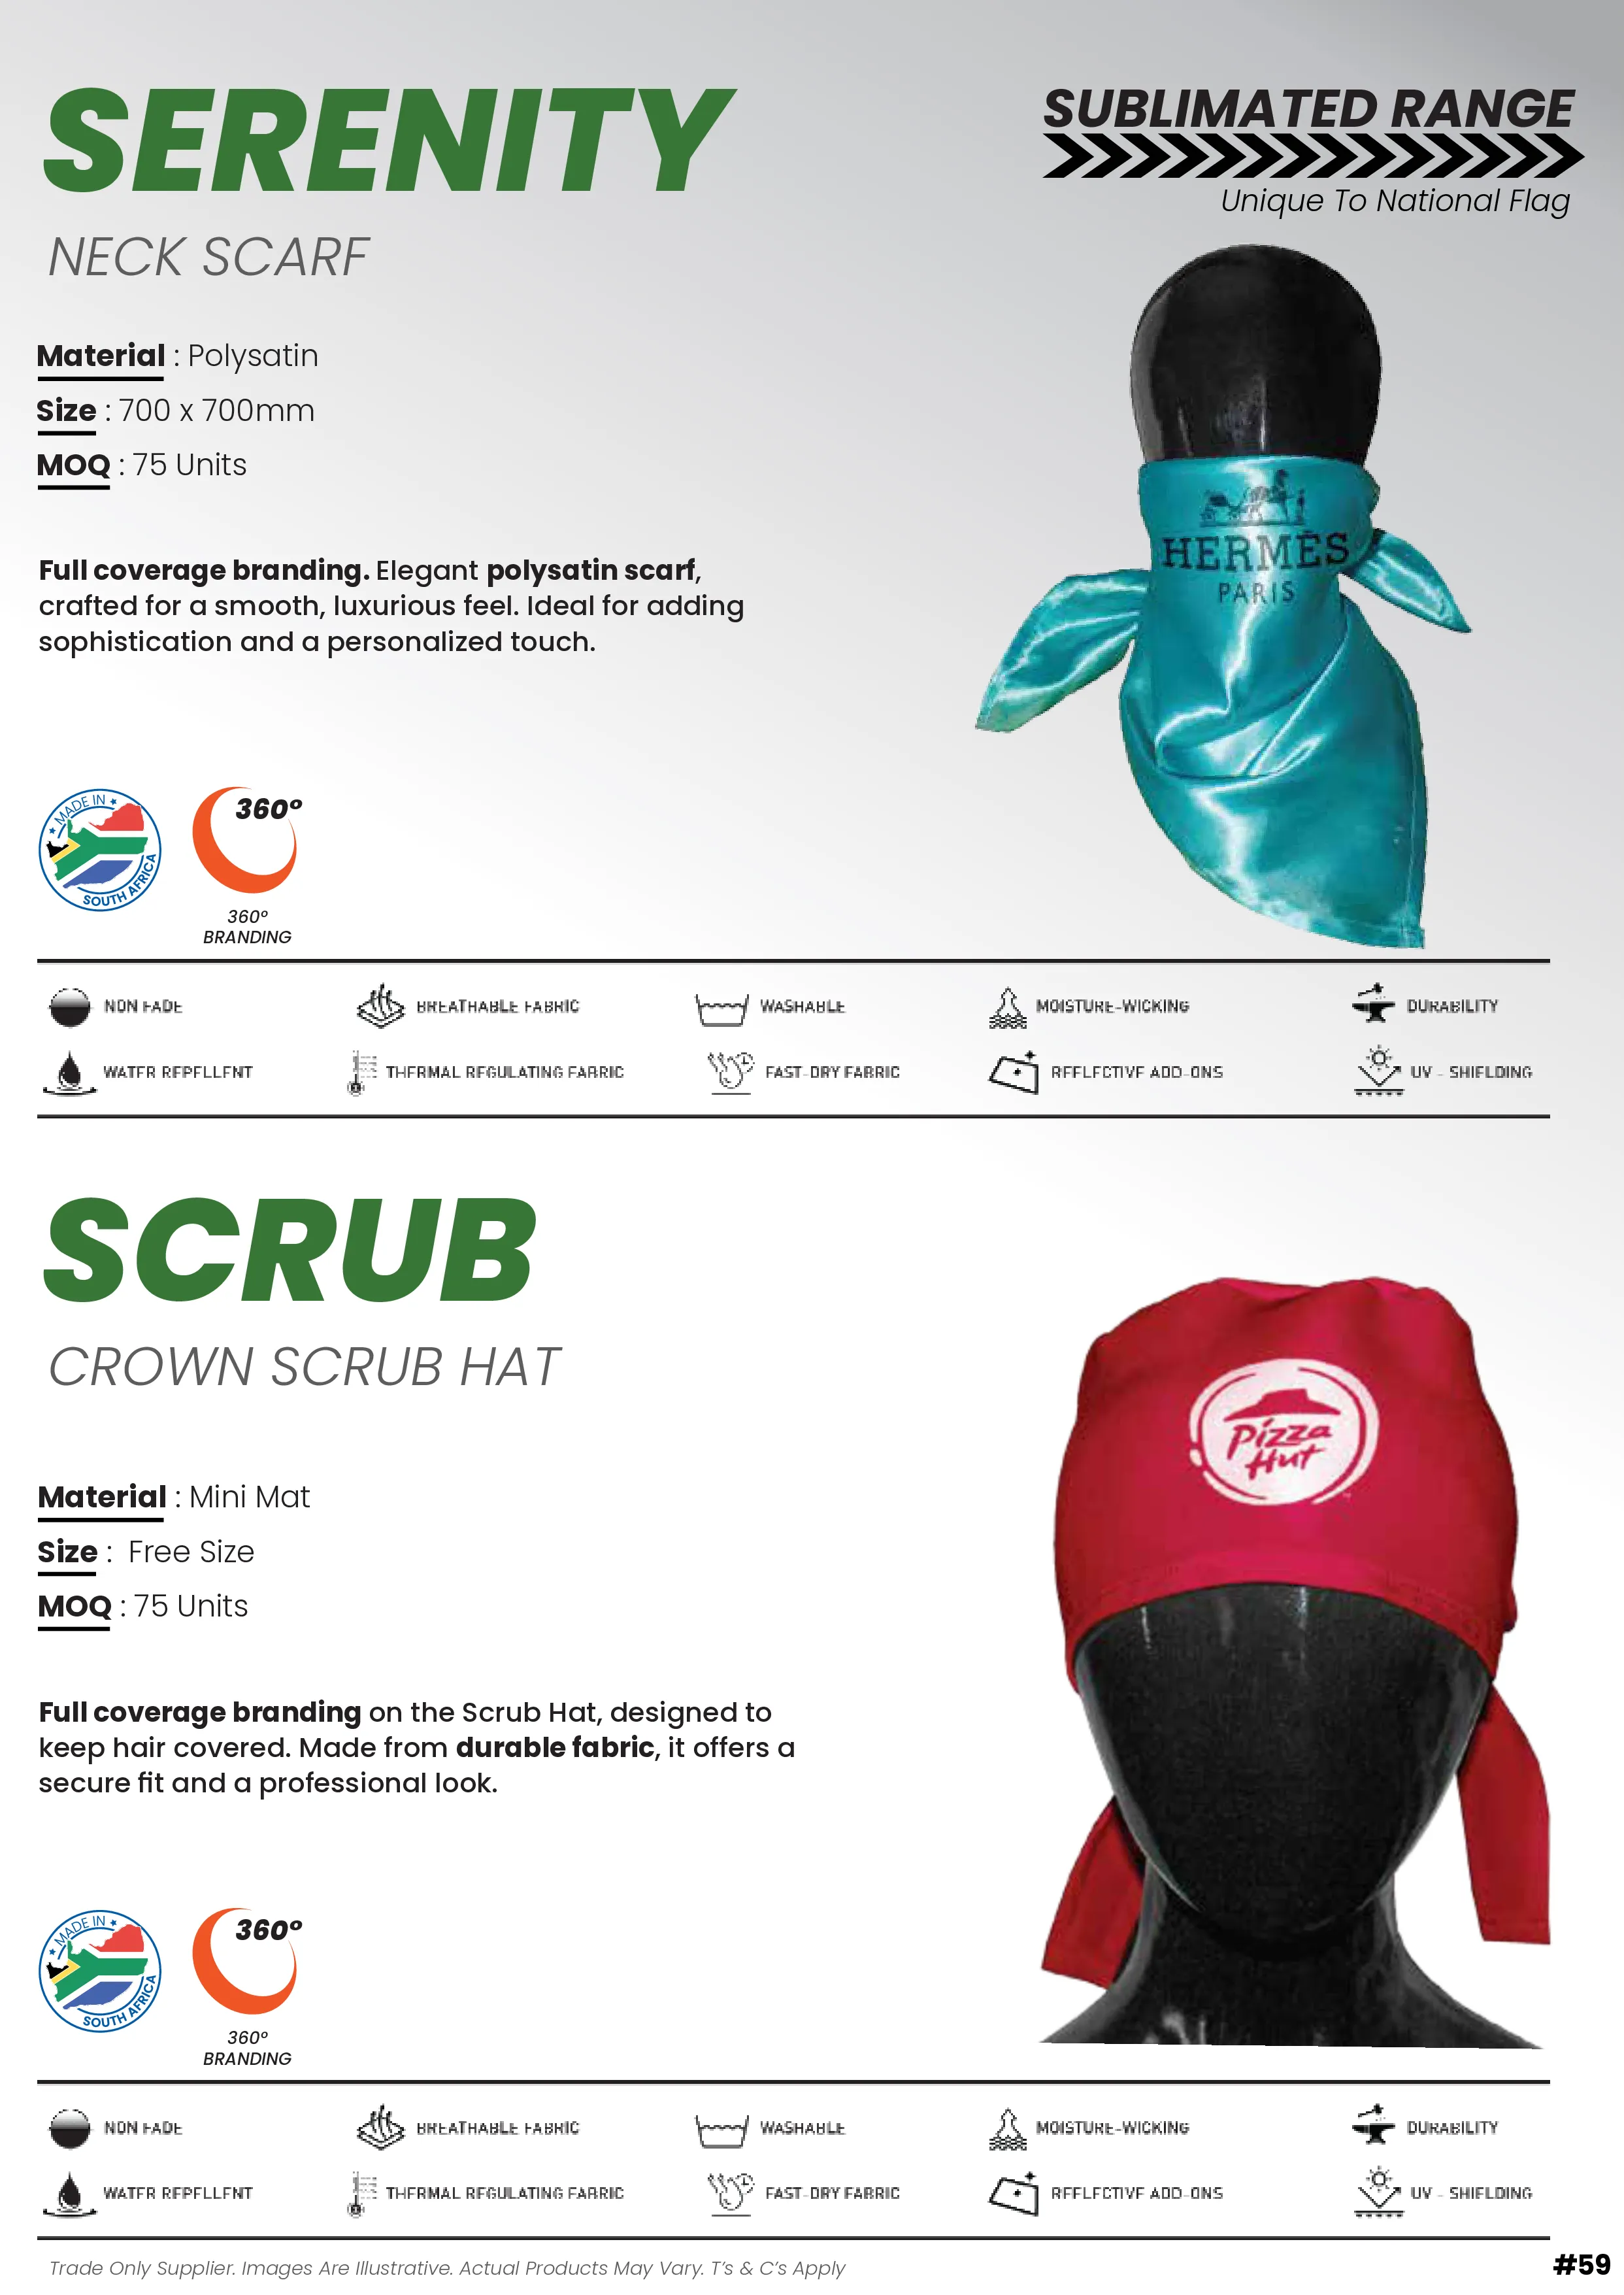 SERENITY
SUBLIMATED RANGE
Unique To National Flag
NECK SCARF
Material : Polysatin
Size : 700 x 700mm
MOQ : 75 Units
Full coverage branding. Elegant polysatin scarf,
crafted for a smooth, luxurious feel. Ideal for adding
sophistication and a personalized touch.
HERMÈS
PARIS
MADE IN
SOUTH AFRICA
360º
360º
BRANDING
NON FADE
BREATHABLE FABRIC
WASHABLE
MOISTURE-WICKING
DURABILITY
WATER REPELLENT
THERMAL REGULATING FABRIC
FAST-DRY FABRIC
REFLECTIVE ADD-ONS
UV - SHIELDING
SCRUB
CROWN SCRUB HAT
Pizza
Hut
Material : Mini Mat
Size : Free Size
MOQ : 75 Units
Full coverage branding on the Scrub Hat, designed to
keep hair covered. Made from durable fabric, it offers a
secure fit and a professional look.
MADE IN
SOUTH AFRICA
360º
360º
BRANDING
NON FADE
BREATHABLE FABRIC
WASHABLE
MOISTURE-WICKING
DURABILITY
WATER REPELLENT
THERMAL REGULATING FABRIC
FAST-DRY FABRIC
REFLECTIVE ADD-ONS
UV - SHIELDING
Trade Only Supplier. Images Are Illustrative. Actual Products May Vary. T's & C's Apply
#59